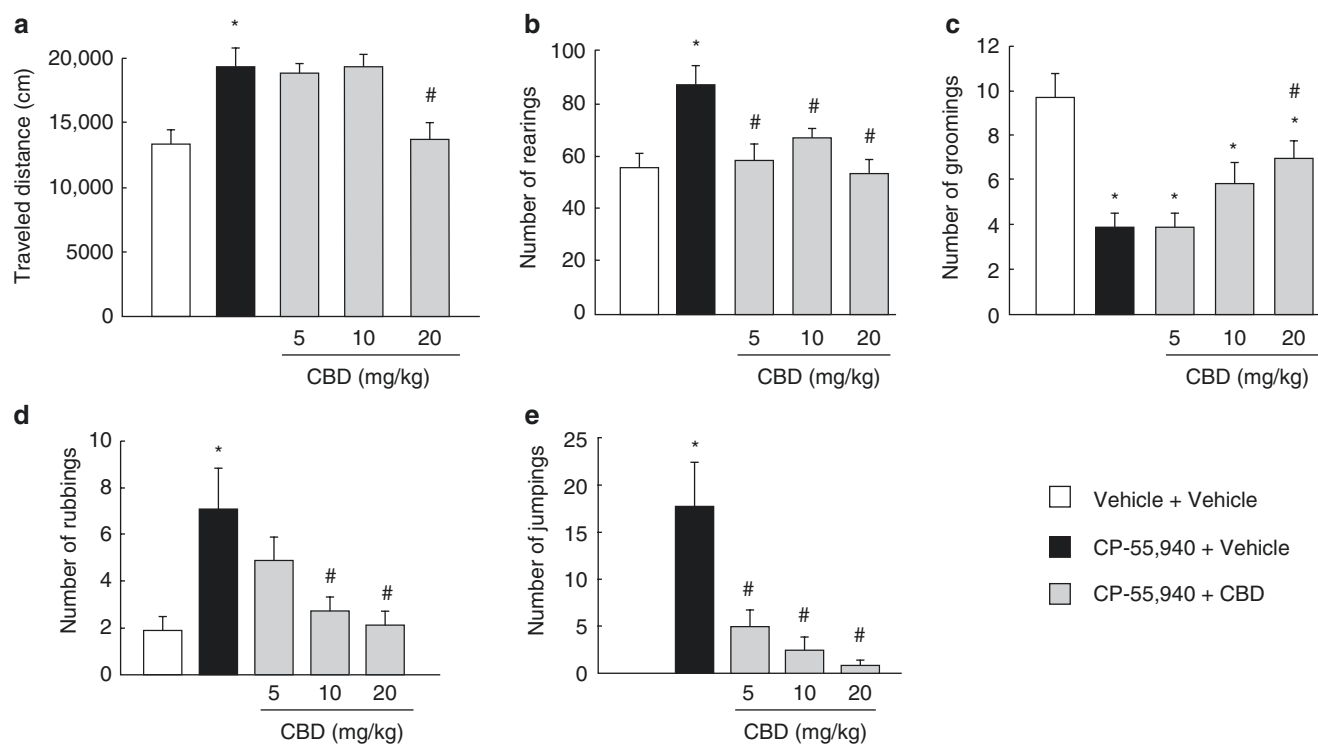 a
Traveled distance (cm)
20,000
15,000
10,000
5000
0
*
#
5 10 20
CBD (mg/kg)
b
Number of rearings
100
80
60
40
20
0
*
# # #
5 10 20
CBD (mg/kg)
c
Number of groomings
12
10
8
6
4
2
0
#
* * * *
5 10 20
CBD (mg/kg)
d
Number of rubbings
10
8
6
4
2
0
*
# #
5 10 20
CBD (mg/kg)
e
Number of jumpings
25
20
15
10
5
0
*
# # #
5 10 20
CBD (mg/kg)
Vehicle + Vehicle
CP-55,940 + Vehicle
CP-55,940 + CBD